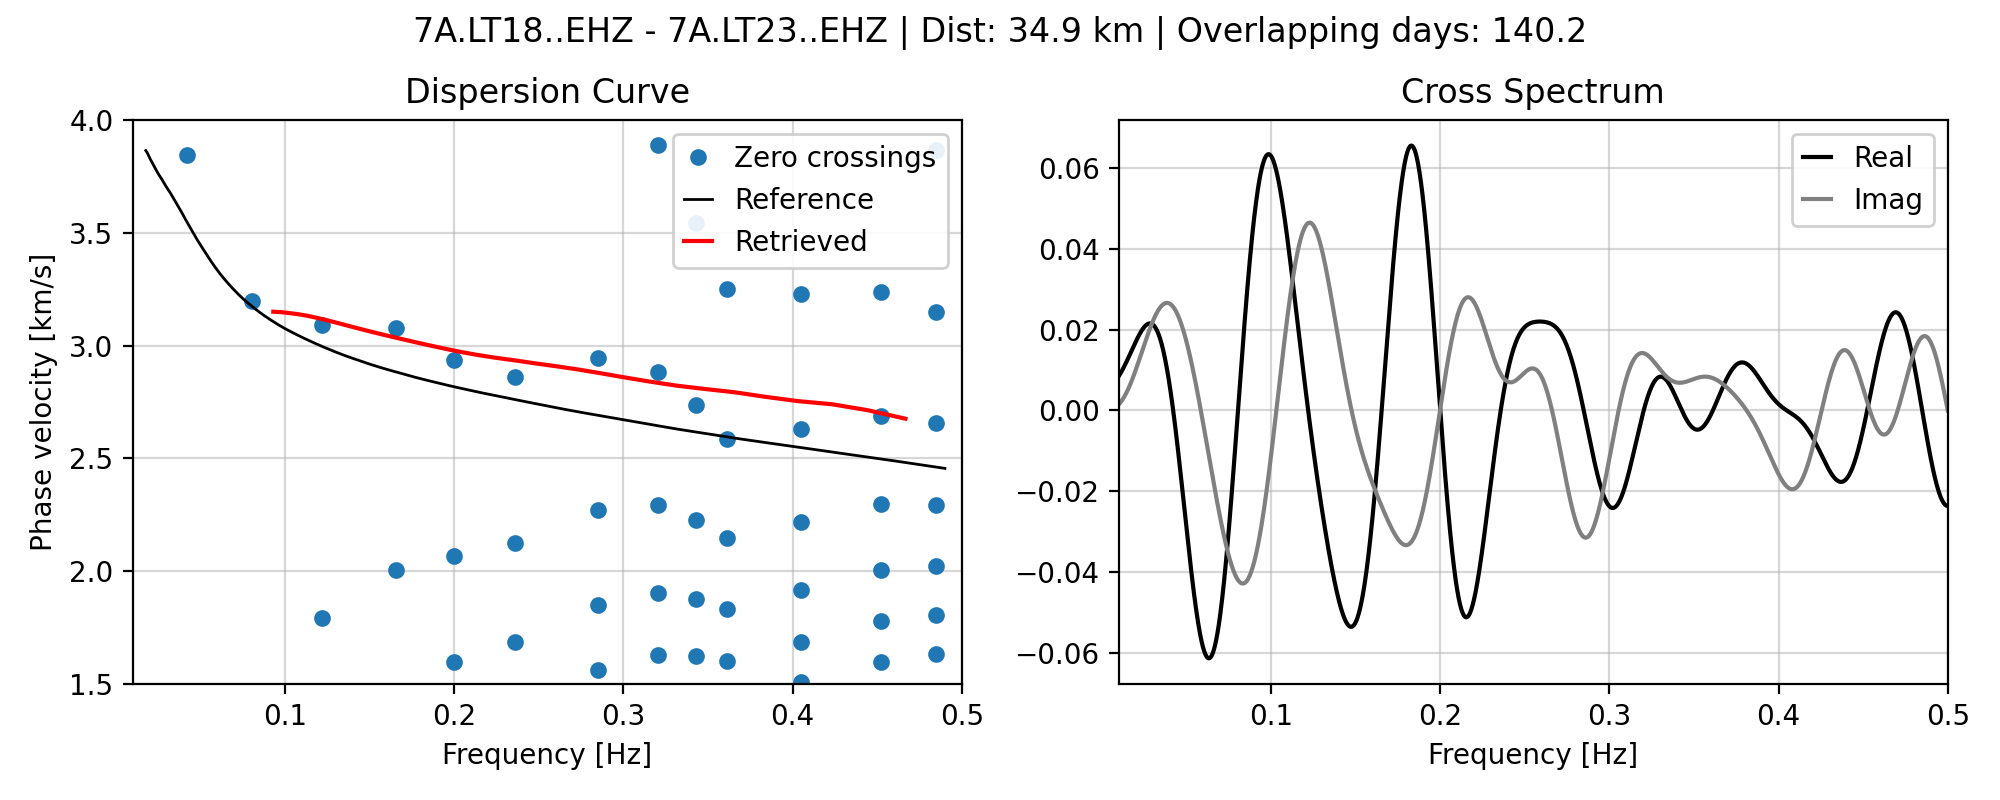 7A.LT18..EHZ - 7A.LT23..EHZ | Dist: 34.9 km | Overlapping days: 140.2
Dispersion Curve
4.0
3.5
3.0
2.5
2.0
1.5
Phase velocity [km/s]
Zero crossings
Reference
Retrieved
0.1
0.2
0.3
0.4
0.5
Frequency [Hz]
Cross Spectrum
0.06
0.04
0.02
0.00
−0.02
−0.04
−0.06
Real
Imag
0.1
0.2
0.3
0.4
0.5
Frequency [Hz]